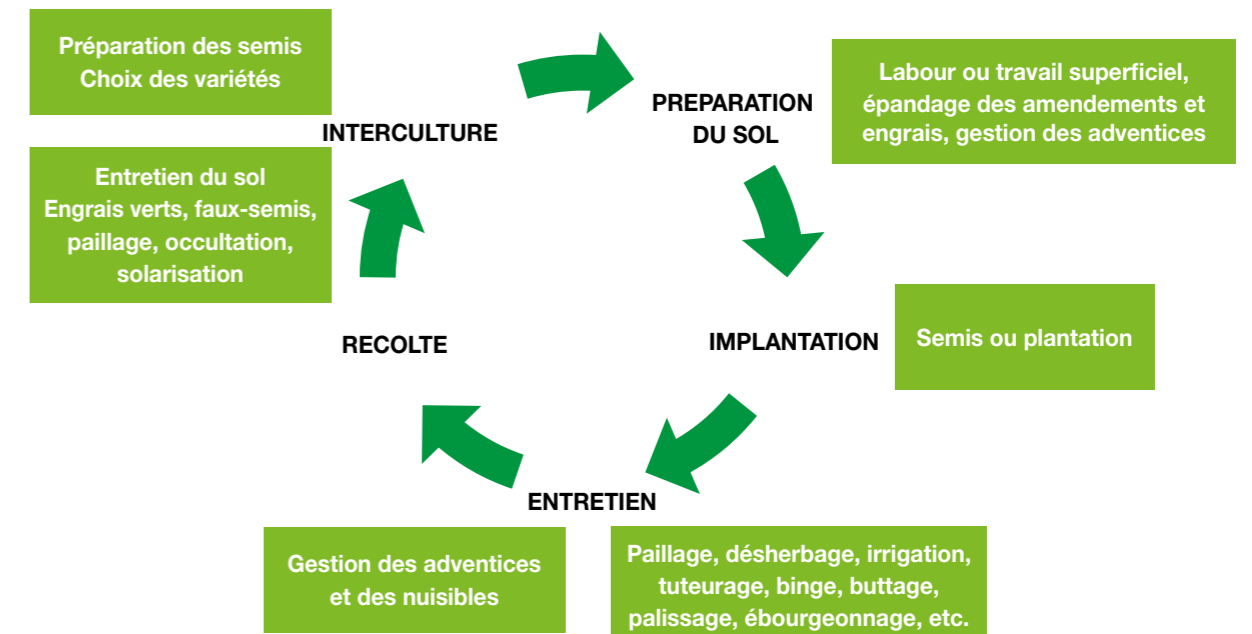 Préparation des semis
Choix des variétés
INTERCULTURE
Entretien du sol
Engrais verts, faux-semis,
paillage, occultation,
solarisation
PREPARATION
DU SOL
Labour ou travail superficiel,
épandage des amendements et
engrais, gestion des adventices
IMPLANTATION
Semis ou plantation
RECOLTE
ENTRETIEN
Gestion des adventices
et des nuisibles
Paillage, désherbage, irrigation,
tuteurage, binge, buttage,
palissage, ébourgeonnage, etc.